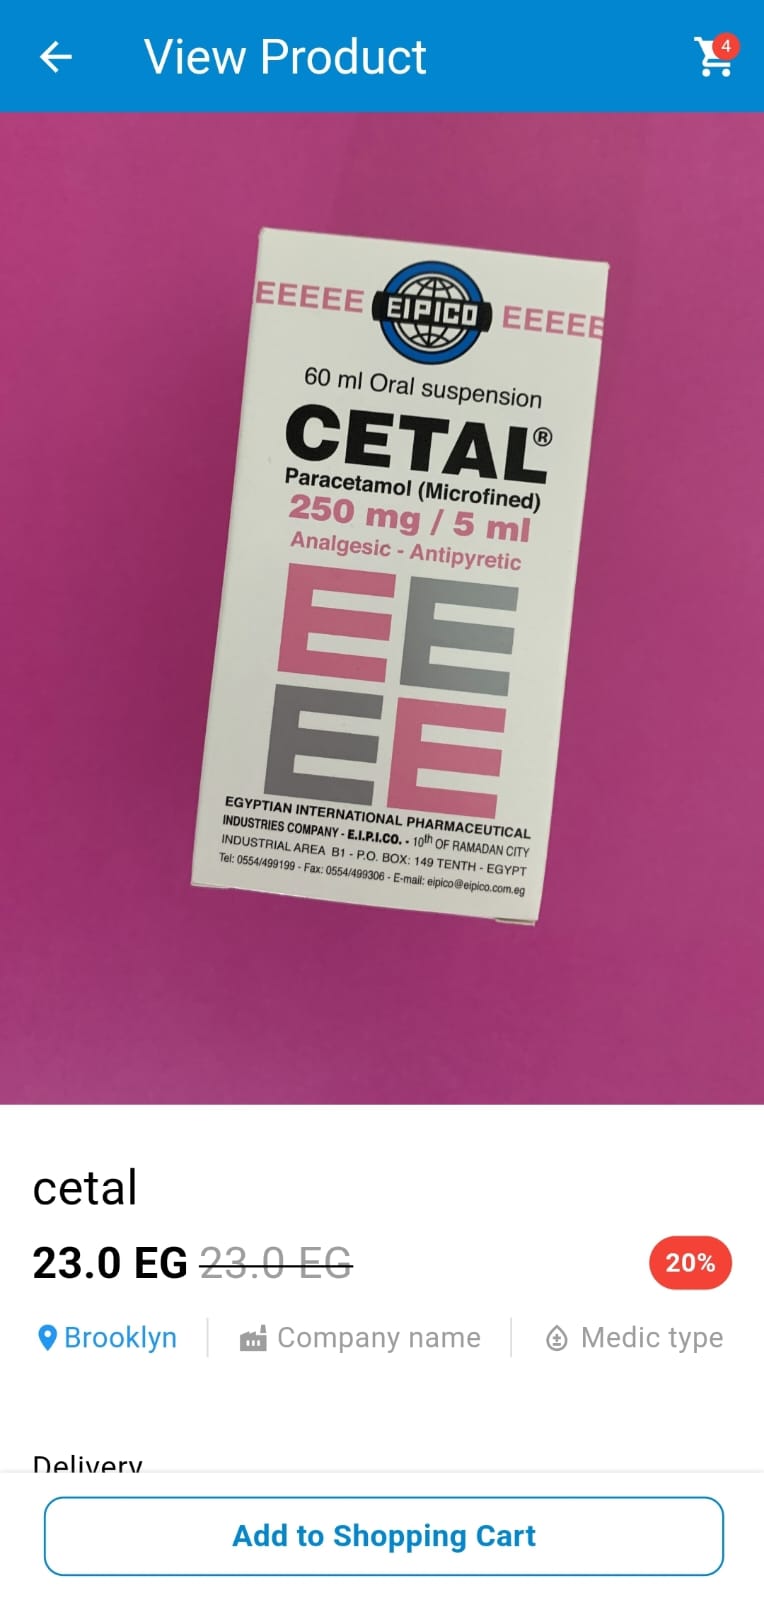 View Product
4
EEEEE EIPICO EEEEE
60 ml Oral suspension
CETAL®
Paracetamol (Microfined)
250 mg / 5 ml
Analgesic - Antipyretic
E E
E E
EGYPTIAN INTERNATIONAL PHARMACEUTICAL
INDUSTRIES COMPANY - E.I.P.I.CO. - 10th OF RAMADAN CITY
INDUSTRIAL AREA B1 - P.O. BOX: 149 TENTH - EGYPT
Tel: 0554/499199 - Fax: 0554/499306 - E-mail: eipico@eipico.com.eg
cetal
23.0 EG 23.0 EG 20%
Brooklyn Company name Medic type
Delivery
Add to Shopping Cart